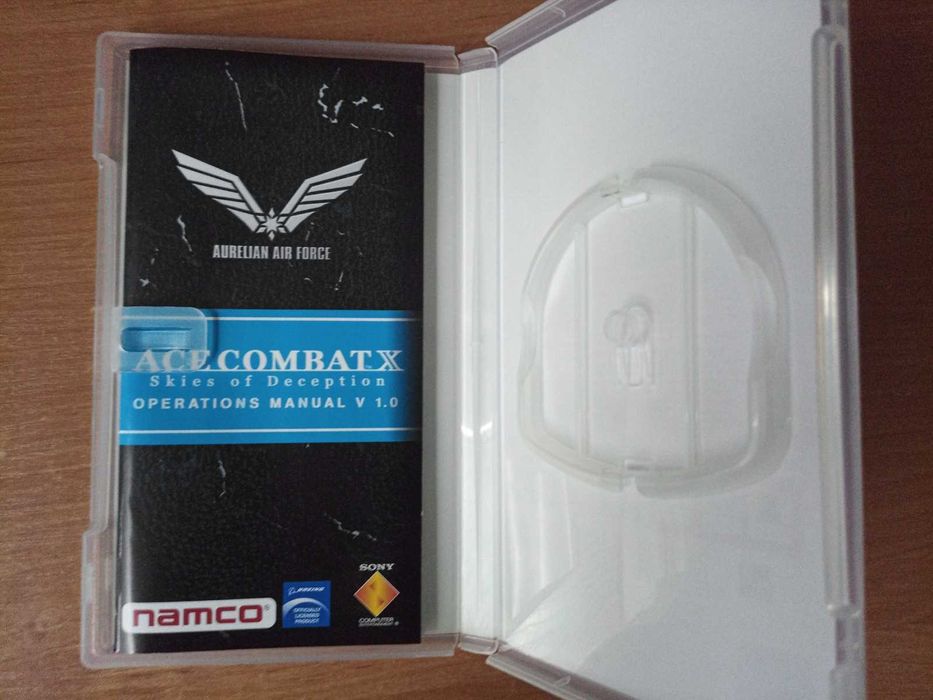 AURELIAN AIR FORCE
ACE COMBAT X
Skies of Deception
OPERATIONS MANUAL V 1.0
SONY
BOEING
OFFICIALLY
LICENSED
PRODUCT
namco®
COMPUTER
ENTERTAINMENT ®